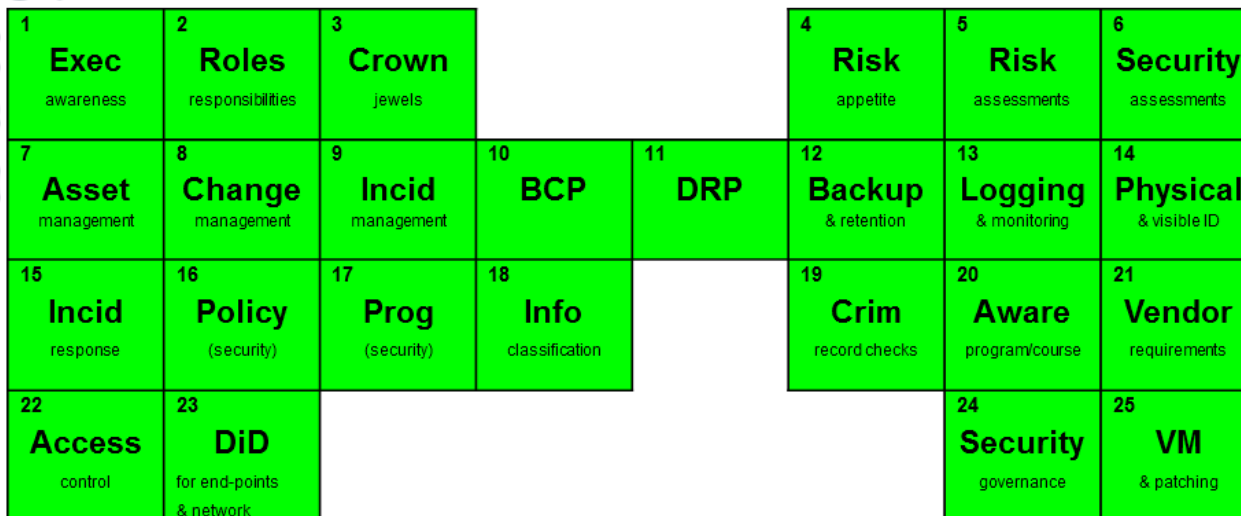 1
Exec
awareness
2
Roles
responsibilities
3
Crown
jewels
4
Risk
appetite
5
Risk
assessments
6
Security
assessments
7
Asset
management
8
Change
management
9
Incid
management
10
BCP
11
DRP
12
Backup
& retention
13
Logging
& monitoring
14
Physical
& visible ID
15
Incid
response
16
Policy
(security)
17
Prog
(security)
18
Info
classification
19
Crim
record checks
20
Aware
program/course
21
Vendor
requirements
22
Access
control
23
DiD
for end-points
& network
24
Security
governance
25
VM
& patching